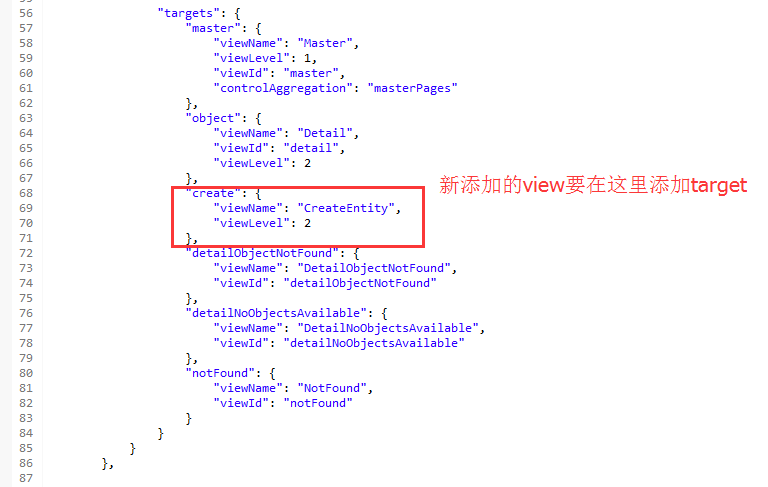 56 "targets": {
57 "master": {
58 "viewName": "Master",
59 "viewLevel": 1,
60 "viewId": "master",
61 "controlAggregation": "masterPages"
62 },
63 "object": {
64 "viewName": "Detail",
65 "viewId": "detail",
66 "viewLevel": 2
67 },
68 "create": {
新添加的view要在这里添加target
69 "viewName": "CreateEntity",
70 "viewLevel": 2
71 },
72 "detailObjectNotFound": {
73 "viewName": "DetailObjectNotFound",
74 "viewId": "detailObjectNotFound"
75 },
76 "detailNoObjectsAvailable": {
77 "viewName": "DetailNoObjectsAvailable",
78 "viewId": "detailNoObjectsAvailable"
79 },
80 "notFound": {
81 "viewName": "NotFound",
82 "viewId": "notFound"
83 }
84 }
85 }
86 },
87